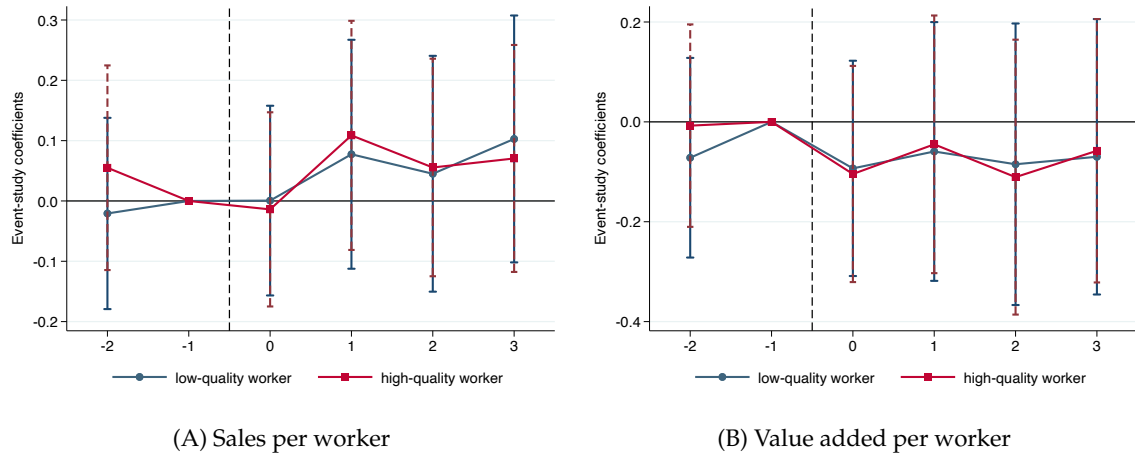 Event-study coefficients
0.3
0.2
0.1
0.0
-0.1
-0.2
-2
-1
0
1
2
3
low-quality worker
high-quality worker
(A) Sales per worker
Event-study coefficients
0.2
0.0
-0.2
-0.4
-2
-1
0
1
2
3
low-quality worker
high-quality worker
(B) Value added per worker